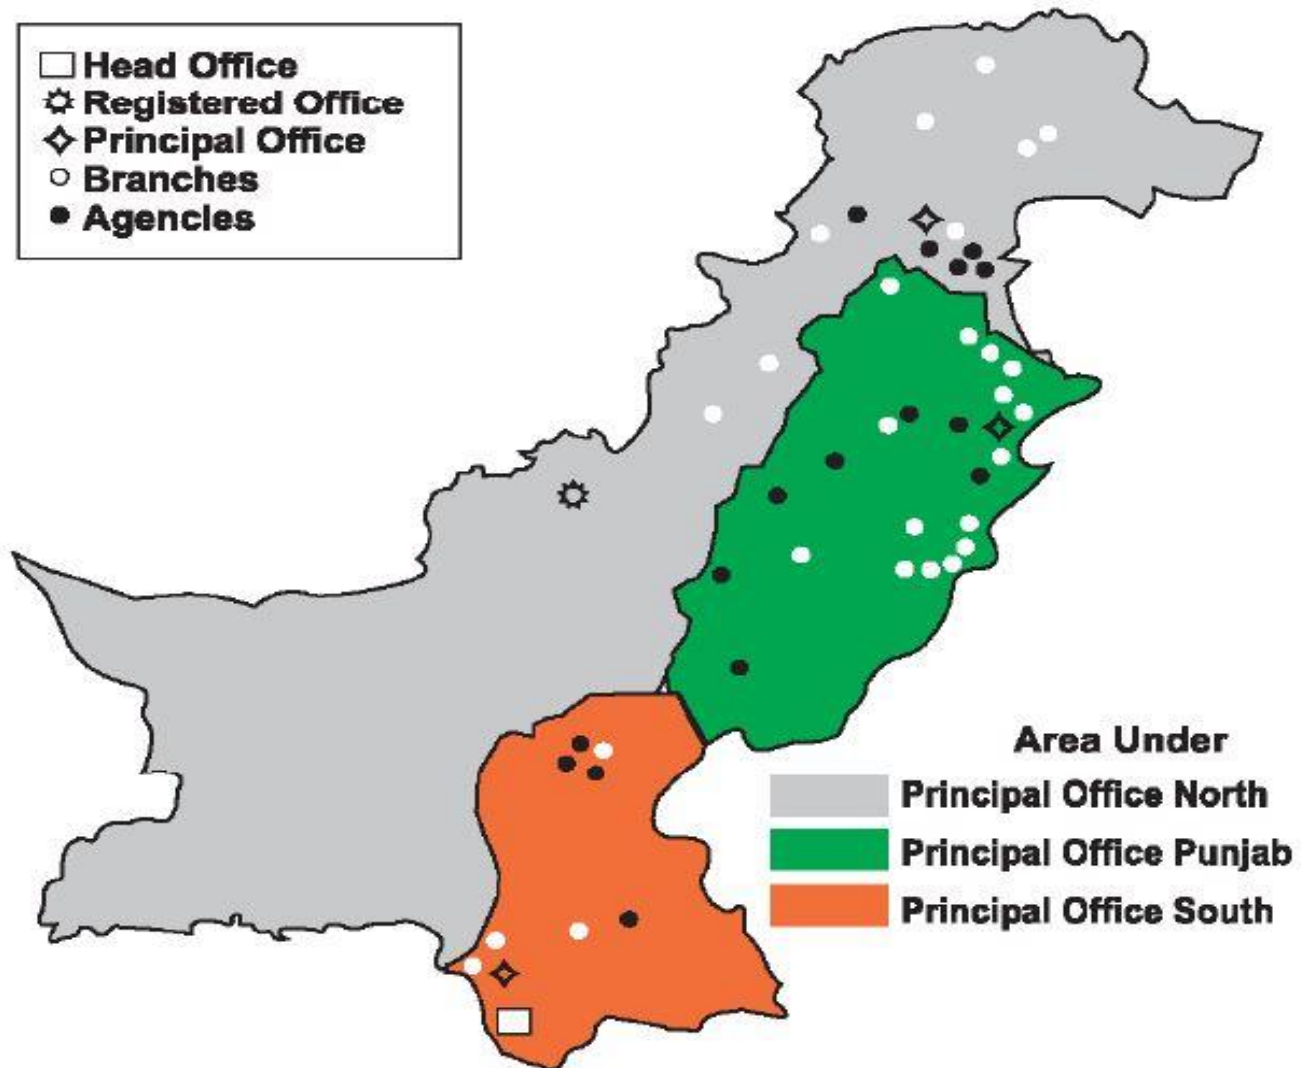 Head Office
Registered Office
Principal Office
Branches
Agencies
Area Under
Principal Office North
Principal Office Punjab
Principal Office South